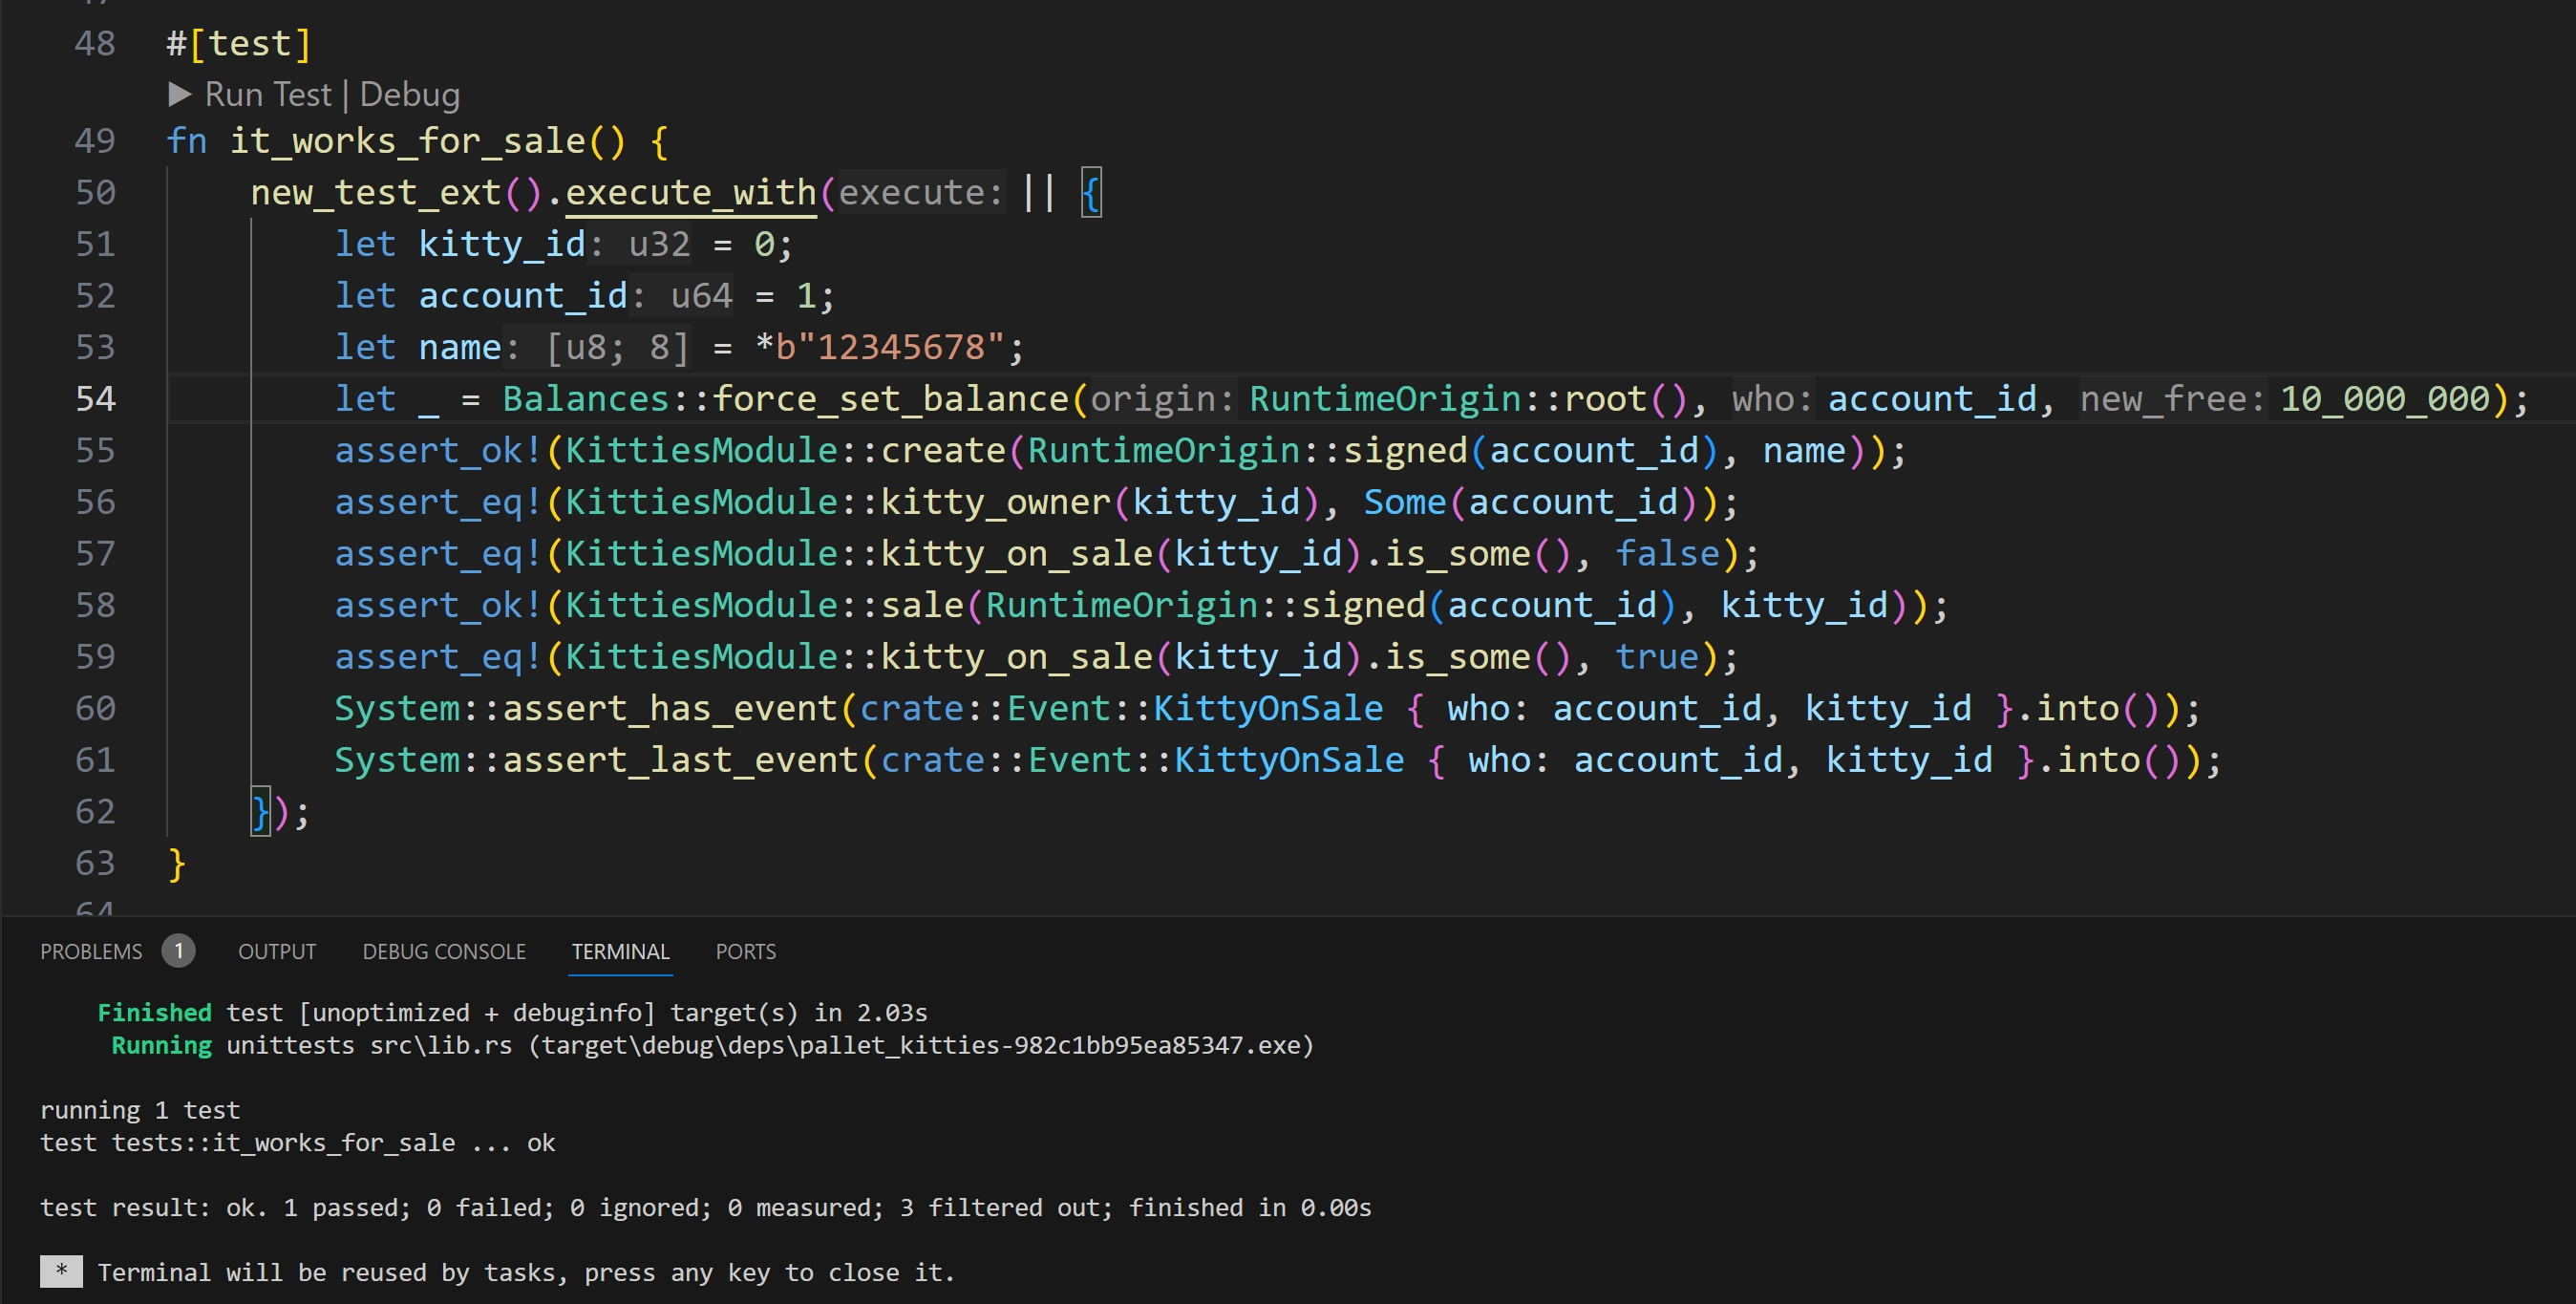 48 #[test]
▶ Run Test | Debug
49 fn it_works_for_sale() {
50 new_test_ext().execute_with(execute: || {
51 let kitty_id: u32 = 0;
52 let account_id: u64 = 1;
53 let name: [u8; 8] = *b"12345678";
54 let _ = Balances::force_set_balance(origin: RuntimeOrigin::root(), who: account_id, new_free: 10_000_000);
55 assert_ok!(KittiesModule::create(RuntimeOrigin::signed(account_id), name));
56 assert_eq!(KittiesModule::kitty_owner(kitty_id), Some(account_id));
57 assert_eq!(KittiesModule::kitty_on_sale(kitty_id).is_some(), false);
58 assert_ok!(KittiesModule::sale(RuntimeOrigin::signed(account_id), kitty_id));
59 assert_eq!(KittiesModule::kitty_on_sale(kitty_id).is_some(), true);
60 System::assert_has_event(crate::Event::KittyOnSale { who: account_id, kitty_id }.into());
61 System::assert_last_event(crate::Event::KittyOnSale { who: account_id, kitty_id }.into());
62 });
63 }
64
PROBLEMS 1 OUTPUT DEBUG CONSOLE TERMINAL PORTS
Finished test [unoptimized + debuginfo] target(s) in 2.03s
Running unittests src\lib.rs (target\debug\deps\pallet_kitties-982c1bb95ea85347.exe)
running 1 test
test tests::it_works_for_sale ... ok
test result: ok. 1 passed; 0 failed; 0 ignored; 0 measured; 3 filtered out; finished in 0.00s
* Terminal will be reused by tasks, press any key to close it.